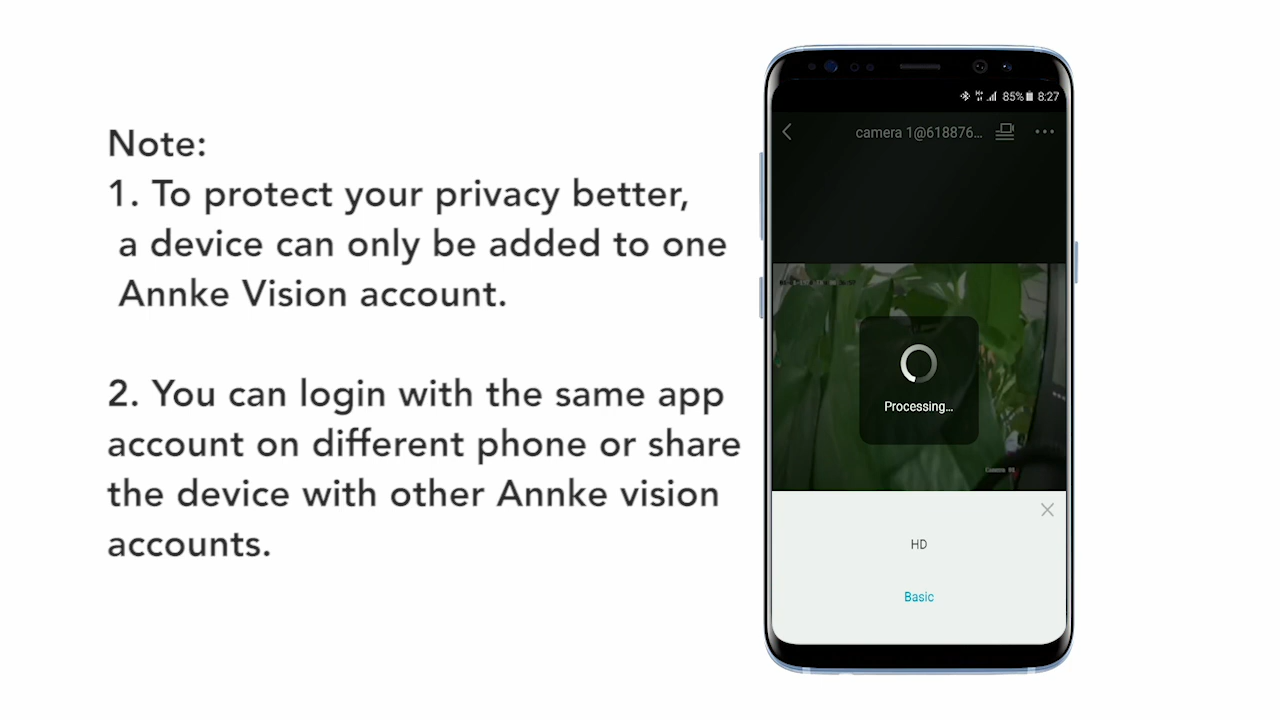 Note:
1. To protect your privacy better,
a device can only be added to one
Annke Vision account.
2. You can login with the same app
account on different phone or share
the device with other Annke vision
accounts.
85% 8:27
camera 1@618876...
Processing...
Camera 01
HD
Basic